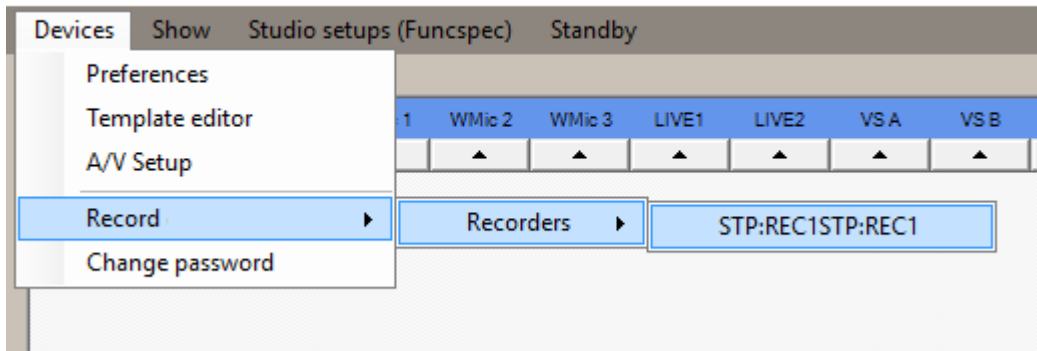 Devices Show Studio setups (Funcspec) Standby
Preferences
Template editor
1 WMic 2 WMic 3 LIVE1 LIVE2 VS A VS B
A/V Setup
Record Recorders STP:REC1STP:REC1
Change password